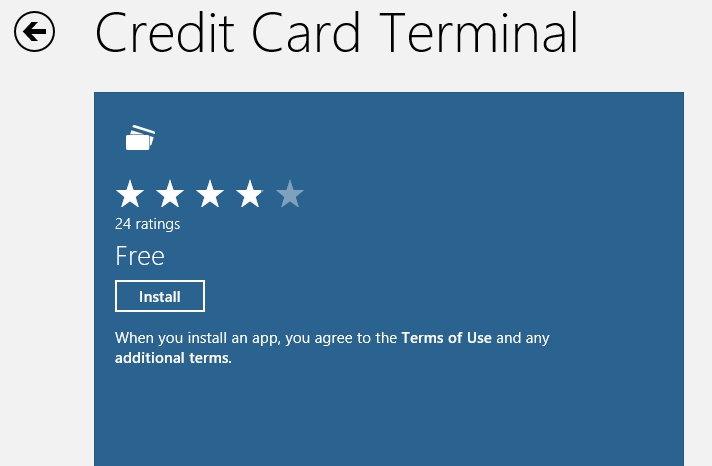 Credit Card Terminal
24 ratings
Free
Install
When you install an app, you agree to the Terms of Use and any
additional terms.